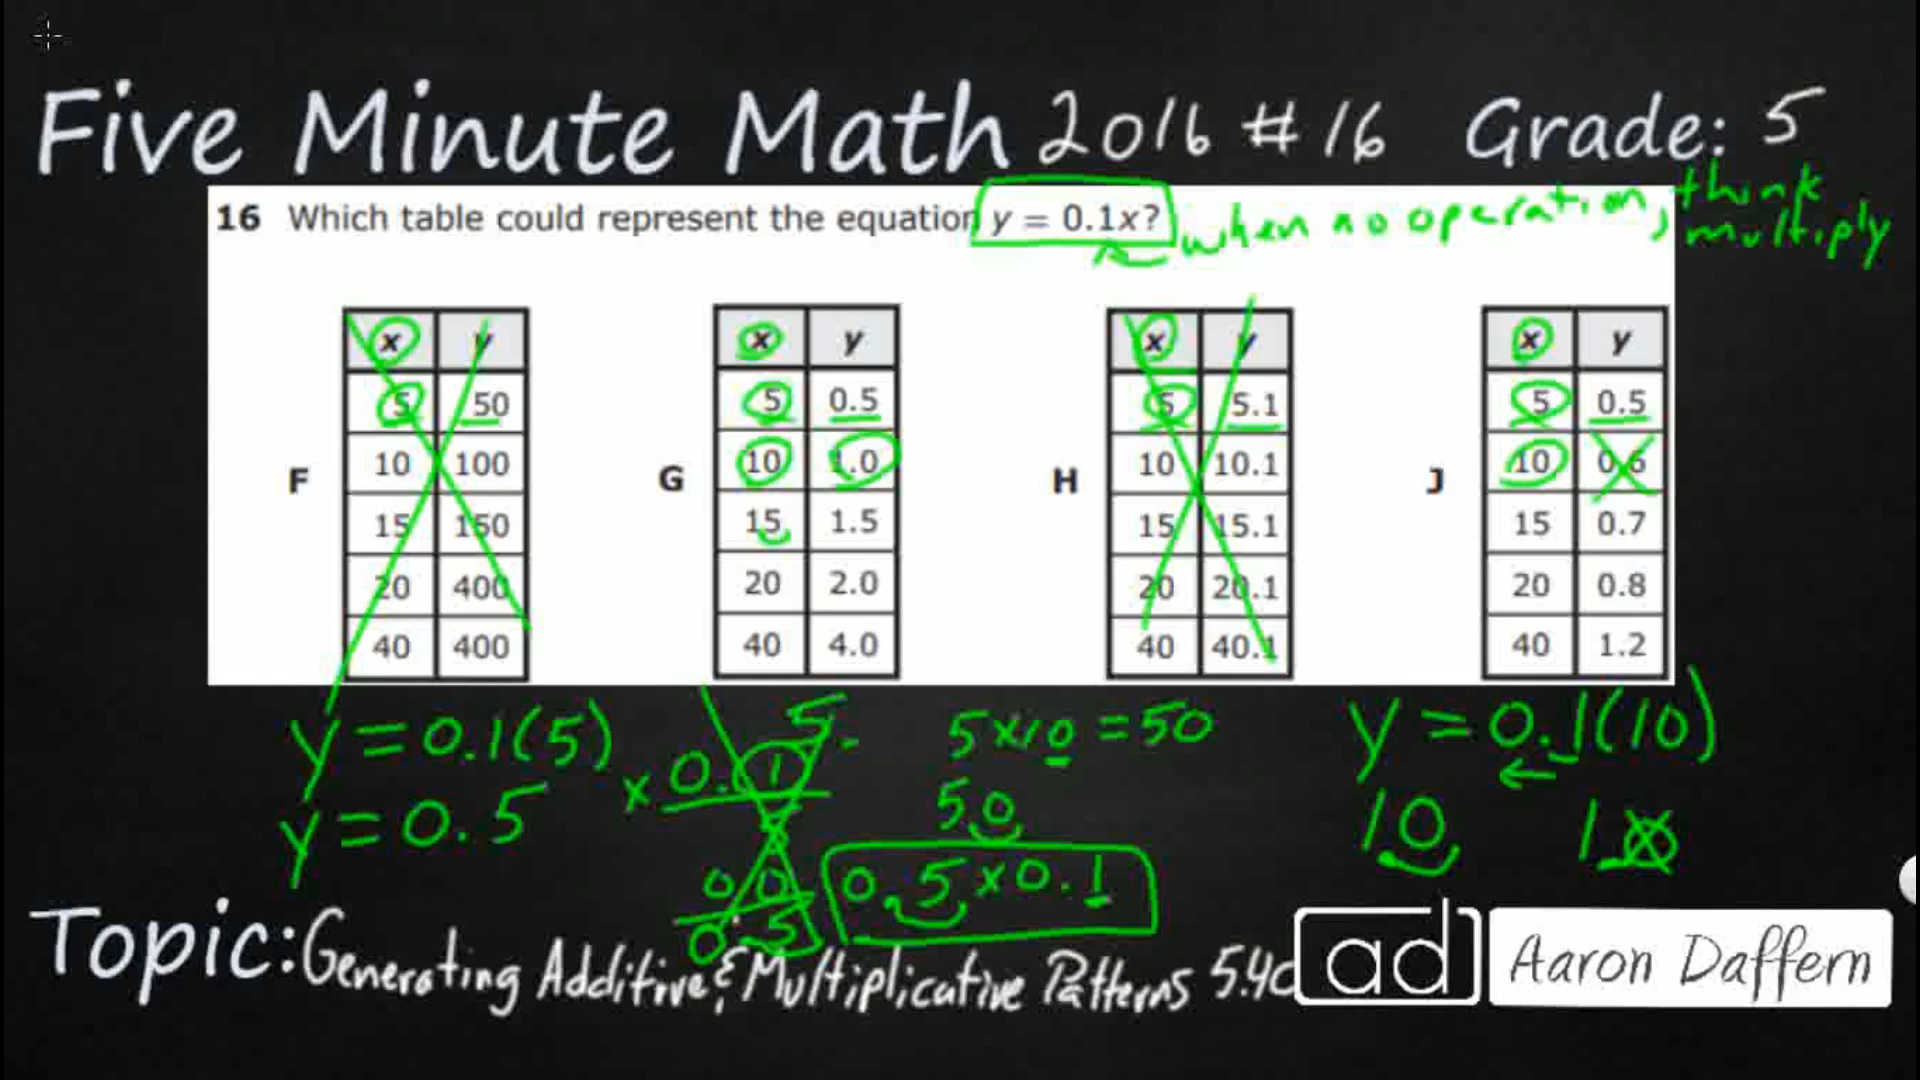 Five Minute Math 2016 #16 Grade: 5
16 Which table could represent the equation y = 0.1x?
when no operation, think multiply
F
x y
5 50
10 100
15 150
20 400
40 400
G
x y
5 0.5
10 1.0
15 1.5
20 2.0
40 4.0
H
x y
5 5.1
10 10.1
15 15.1
20 20.1
40 40.1
J
x y
5 0.5
10 0.6
15 0.7
20 0.8
40 1.2
y = 0.1(5)
y = 0.5
5.
x 0.1
0 0
0.5
5 x 10 = 50
50
0.5 x 0.1
y = 0.1(10)
10 1.0
Topic: Generating Additive & Multiplicative Patterns 5.4C
ad Aaron Daffern